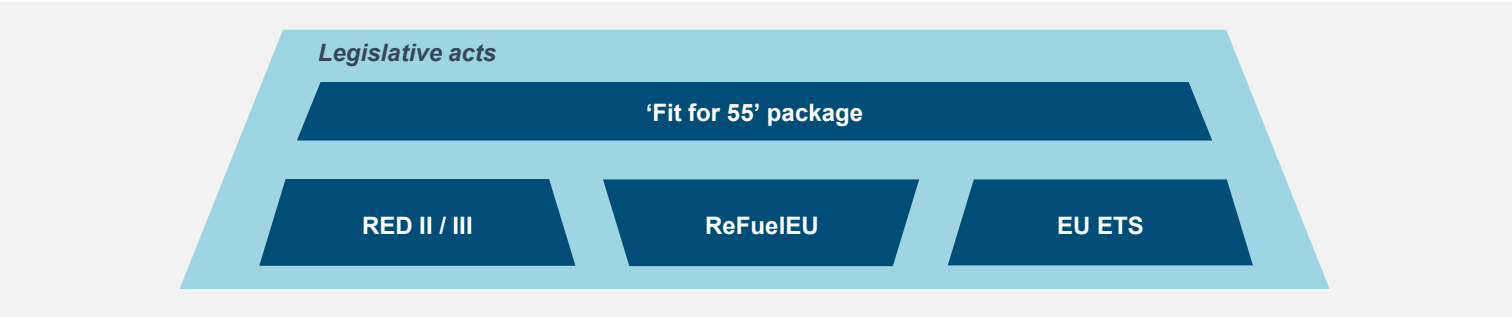 Legislative acts
‘Fit for 55’ package
RED II / III
ReFuelEU
EU ETS